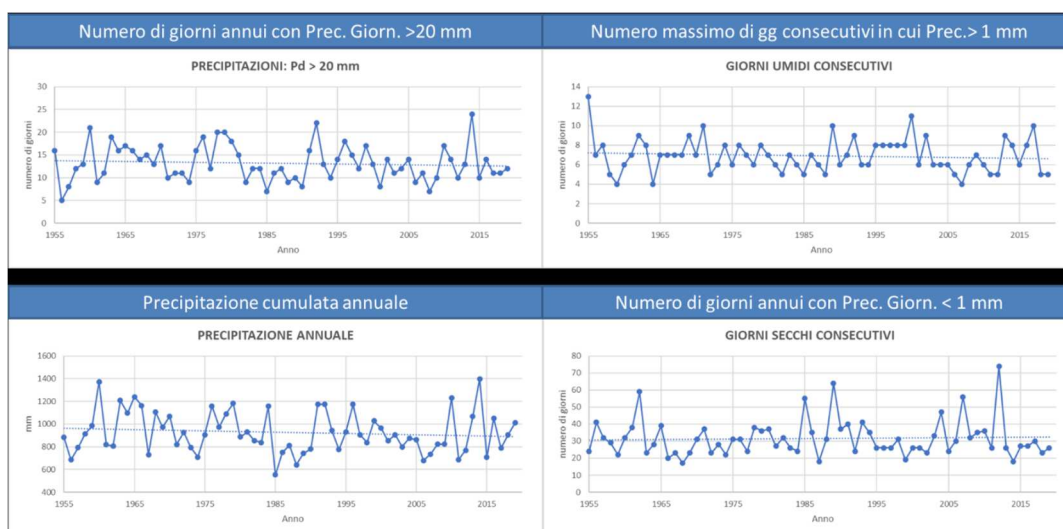 Numero di giorni annui con Prec. Giorn. >20 mm
PRECIPITAZIONI: Pd > 20 mm
numero di giorni
30
25
20
15
10
5
0
1955 1965 1975 1985 1995 2005 2015
Anno
Numero massimo di gg consecutivi in cui Prec.> 1 mm
GIORNI UMIDI CONSECUTIVI
numero di giorni
14
12
10
8
6
4
2
0
1955 1965 1975 1985 1995 2005 2015
Anno
Precipitazione cumulata annuale
PRECIPITAZIONE ANNUALE
mm
1600
1400
1200
1000
800
600
400
1955 1965 1975 1985 1995 2005 2015
Anno
Numero di giorni annui con Prec. Giorn. < 1 mm
GIORNI SECCHI CONSECUTIVI
numero di giorni
80
70
60
50
40
30
20
10
0
1955 1965 1975 1985 1995 2005 2015
Anno